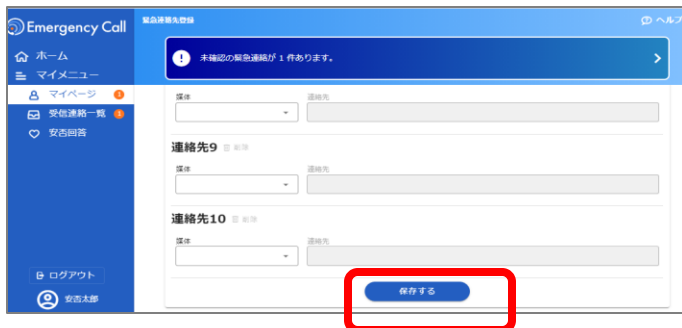 Emergency Call
緊急連絡先登録
ヘルプ
ホーム
マイメニュー
マイページ 1
受信連絡一覧 1
安否回答
ログアウト
安否太郎
未確認の緊急連絡が 1 件あります。
媒体
連絡先
連絡先9 削除
媒体
連絡先
連絡先10 削除
媒体
連絡先
保存する